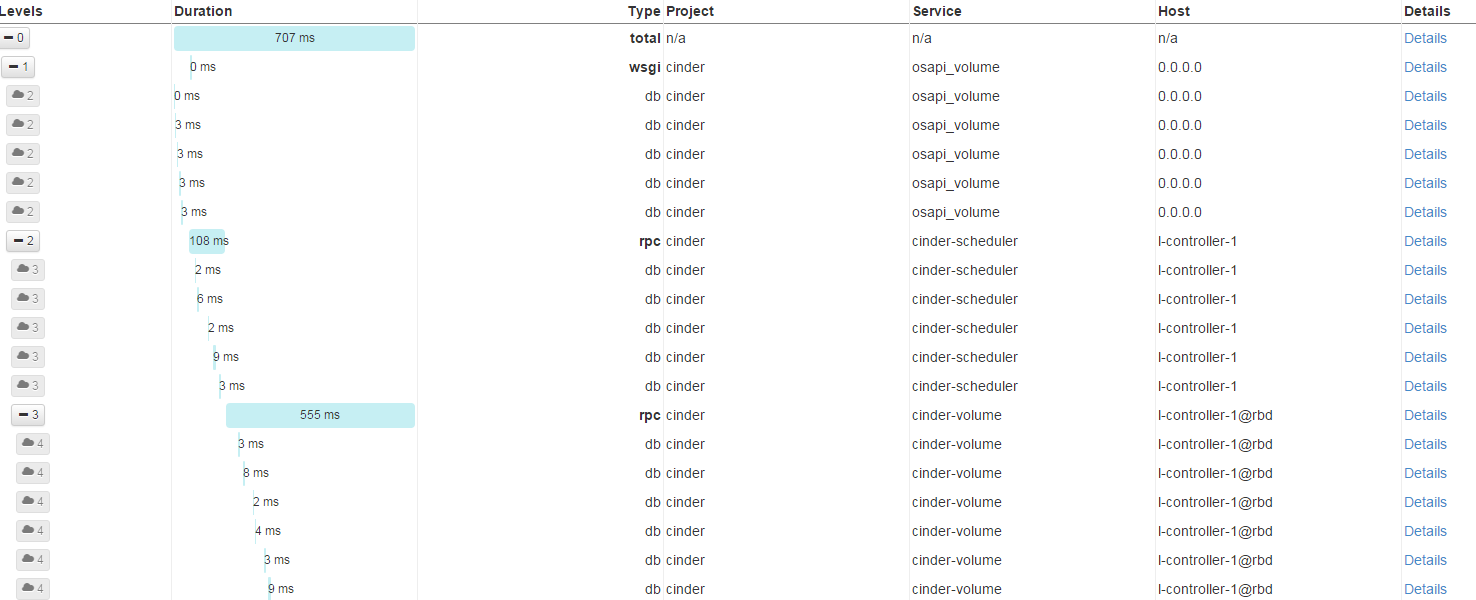 Levels Duration Type Project Service Host Details
0 707 ms total n/a n/a n/a Details
1 0 ms wsgi cinder osapi_volume 0.0.0.0 Details
2 0 ms db cinder osapi_volume 0.0.0.0 Details
2 3 ms db cinder osapi_volume 0.0.0.0 Details
2 3 ms db cinder osapi_volume 0.0.0.0 Details
2 3 ms db cinder osapi_volume 0.0.0.0 Details
2 3 ms db cinder osapi_volume 0.0.0.0 Details
2 108 ms rpc cinder cinder-scheduler l-controller-1 Details
3 2 ms db cinder cinder-scheduler l-controller-1 Details
3 6 ms db cinder cinder-scheduler l-controller-1 Details
3 2 ms db cinder cinder-scheduler l-controller-1 Details
3 9 ms db cinder cinder-scheduler l-controller-1 Details
3 3 ms db cinder cinder-scheduler l-controller-1 Details
3 555 ms rpc cinder cinder-volume l-controller-1@rbd Details
4 3 ms db cinder cinder-volume l-controller-1@rbd Details
4 8 ms db cinder cinder-volume l-controller-1@rbd Details
4 2 ms db cinder cinder-volume l-controller-1@rbd Details
4 4 ms db cinder cinder-volume l-controller-1@rbd Details
4 3 ms db cinder cinder-volume l-controller-1@rbd Details
4 9 ms db cinder cinder-volume l-controller-1@rbd Details